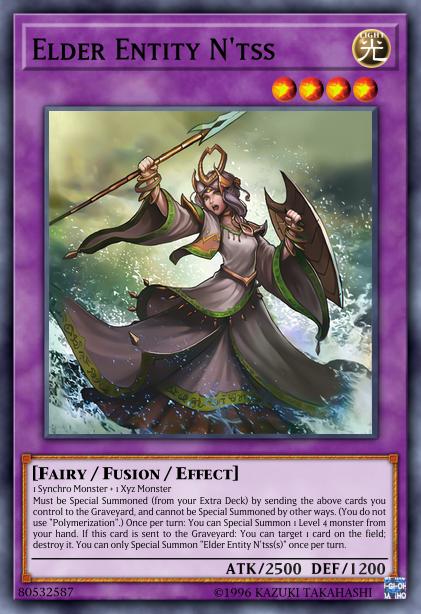 ELDER ENTITY N'TSS
LIGHT
光
[FAIRY / FUSION / EFFECT]
1 Synchro Monster + 1 Xyz Monster
Must be Special Summoned (from your Extra Deck) by sending the above cards you
control to the Graveyard, and cannot be Special Summoned by other ways. (You do not
use "Polymerization".) Once per turn: You can Special Summon 1 Level 4 monster from
your hand. If this card is sent to the Graveyard: You can target 1 card on the field;
destroy it. You can only Special Summon "Elder Entity N'tss(s)" once per turn.
ATK/2500 DEF/1200
80532587
©1996 KAZUKI TAKAHASHI